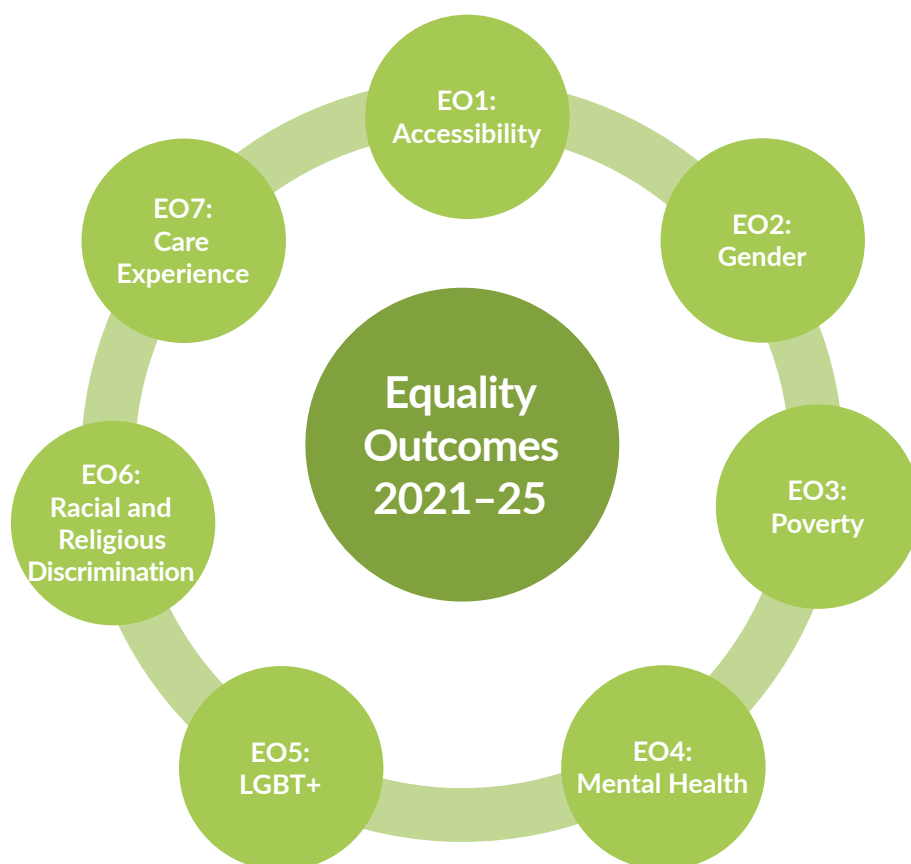 EO1:
Accessibility
EO2:
Gender
EO3:
Poverty
EO4:
Mental Health
EO5:
LGBT+
EO6:
Racial and
Religious
Discrimination
EO7:
Care
Experience
Equality
Outcomes
2021–25